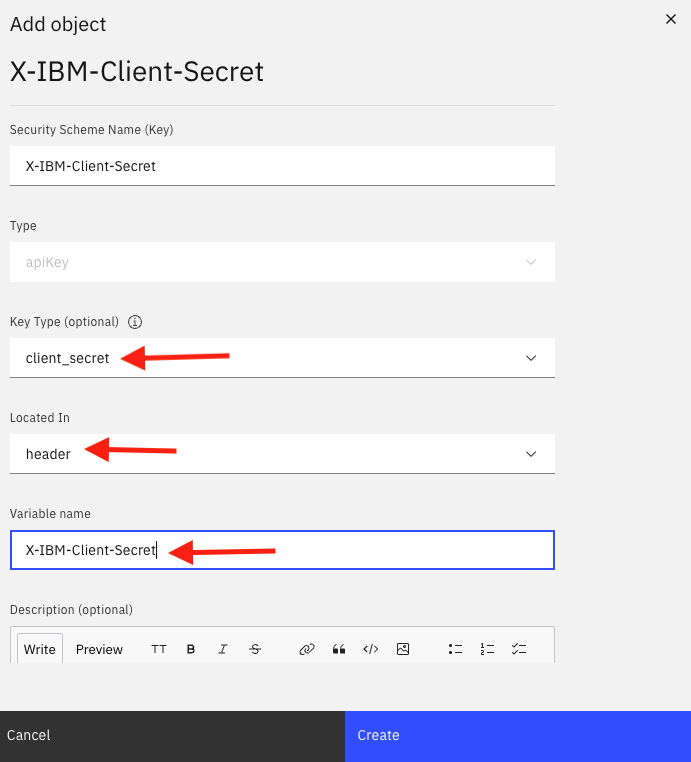 Add object
X-IBM-Client-Secret
Security Scheme Name (Key)
X-IBM-Client-Secret
Type
apiKey
Key Type (optional)
client_secret
Located In
header
Variable name
X-IBM-Client-Secret
Description (optional)
Write Preview TT B I S
Cancel Create